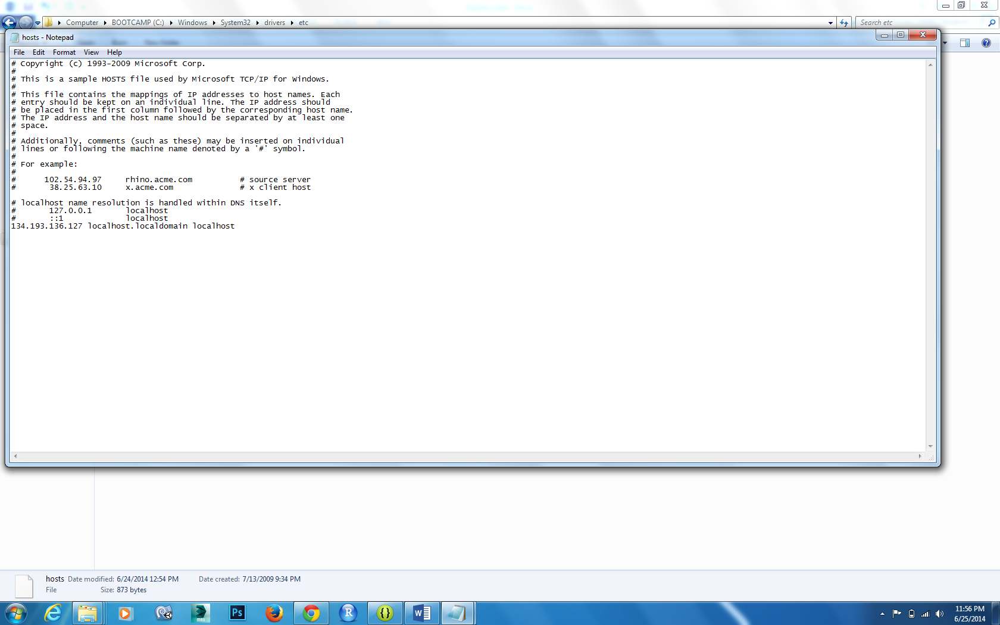 Computer BOOTCAMP (C:) Windows System32 drivers etc
Search etc
hosts - Notepad
File Edit Format View Help
# Copyright (c) 1993-2009 Microsoft Corp.
#
# This is a sample HOSTS file used by Microsoft TCP/IP for Windows.
#
# This file contains the mappings of IP addresses to host names. Each
# entry should be kept on an individual line. The IP address should
# be placed in the first column followed by the corresponding host name.
# The IP address and the host name should be separated by at least one
# space.
#
# Additionally, comments (such as these) may be inserted on individual
# lines or following the machine name denoted by a '#' symbol.
#
# For example:
#
#      102.54.94.97     rhino.acme.com          # source server
#       38.25.63.10     x.acme.com              # x client host
# localhost name resolution is handled within DNS itself.
#       127.0.0.1       localhost
#       ::1             localhost
134.193.136.127 localhost.localdomain localhost
hosts Date modified: 6/24/2014 12:54 PM Date created: 7/13/2009 9:34 PM
File Size: 873 bytes
MAX
Ps
R
W
11:56 PM
6/25/2014